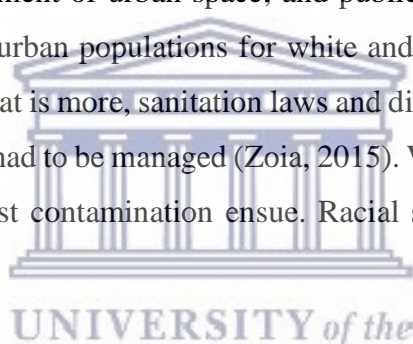 ment of urban space, and public
urban populations for white and
at is more, sanitation laws and di
had to be managed (Zoia, 2015). V
st contamination ensue. Racial s
UNIVERSITY of the